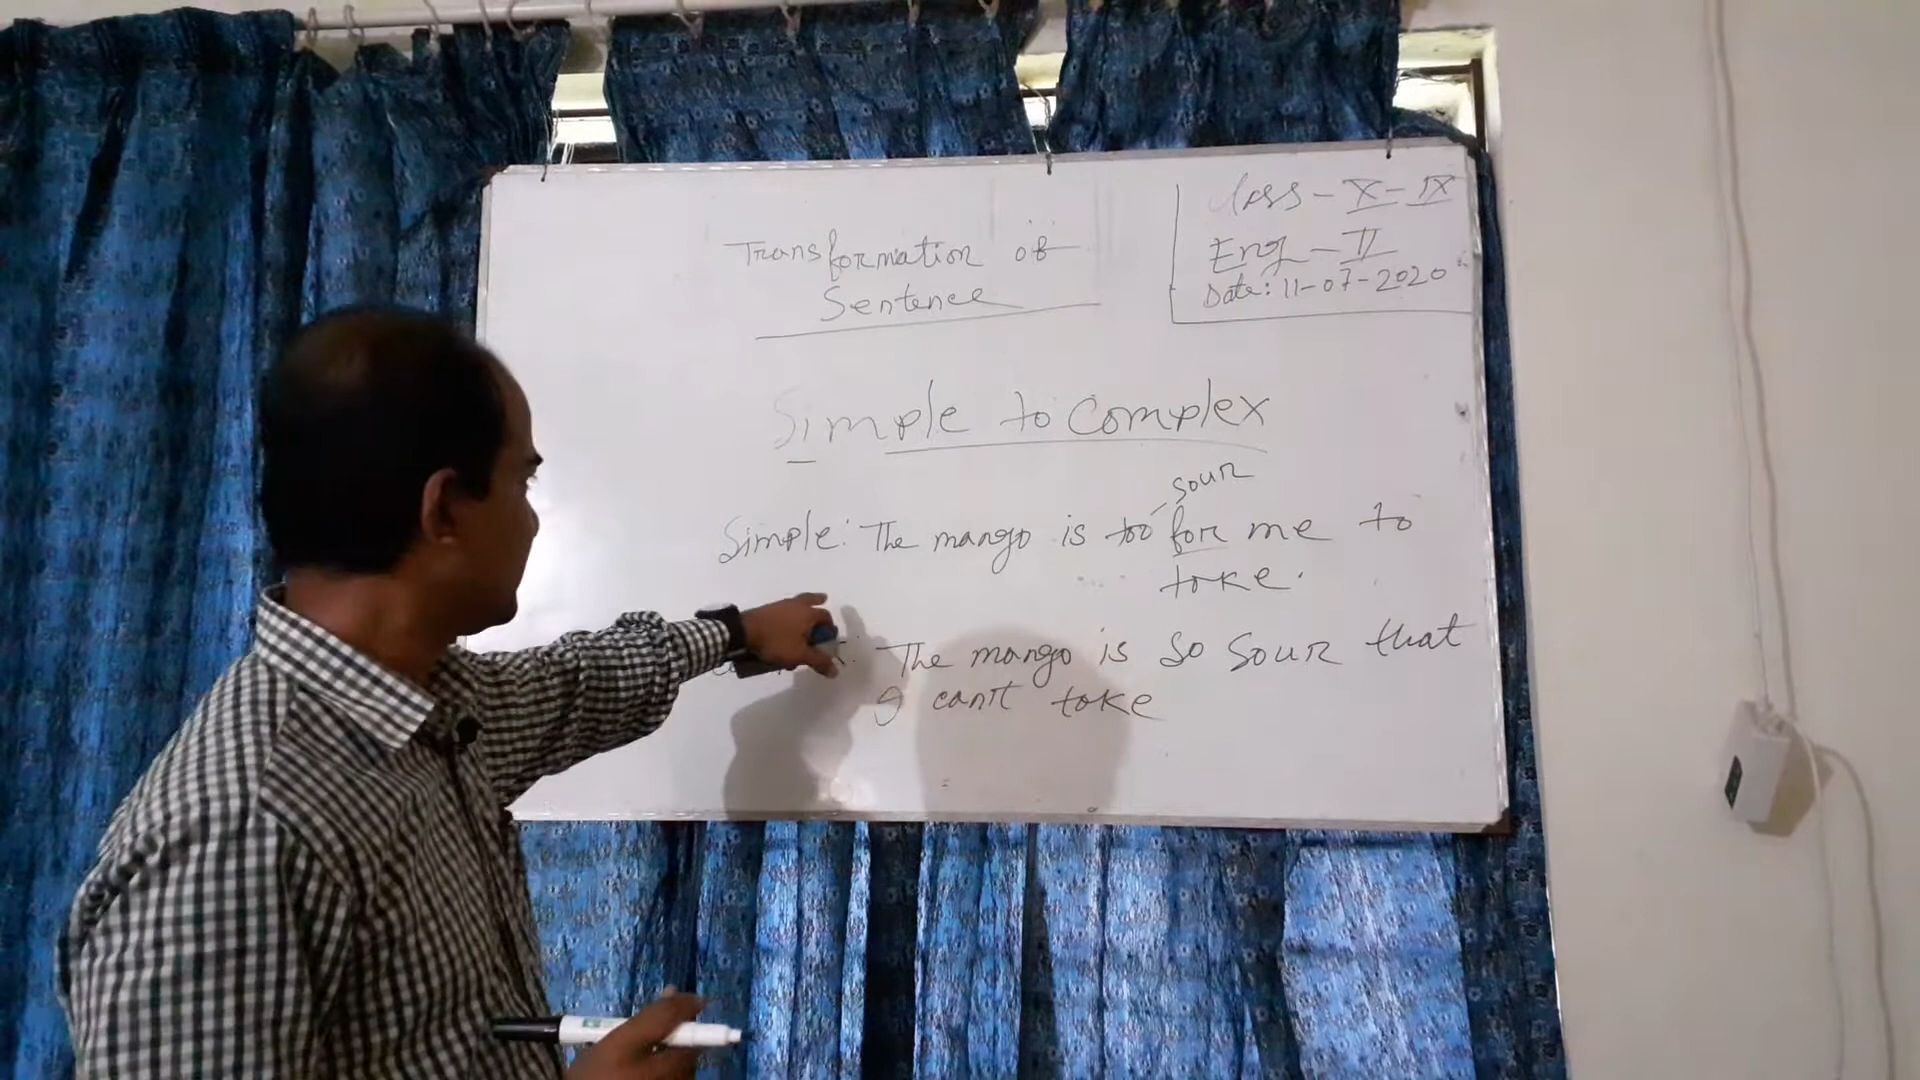 Class - X - IX
Eng - II
Date: 11-07-2020
Transformation of
Sentence
Simple to Complex
sour
Simple: The mango is too for me to
take.
The mango is so sour that
I can't take